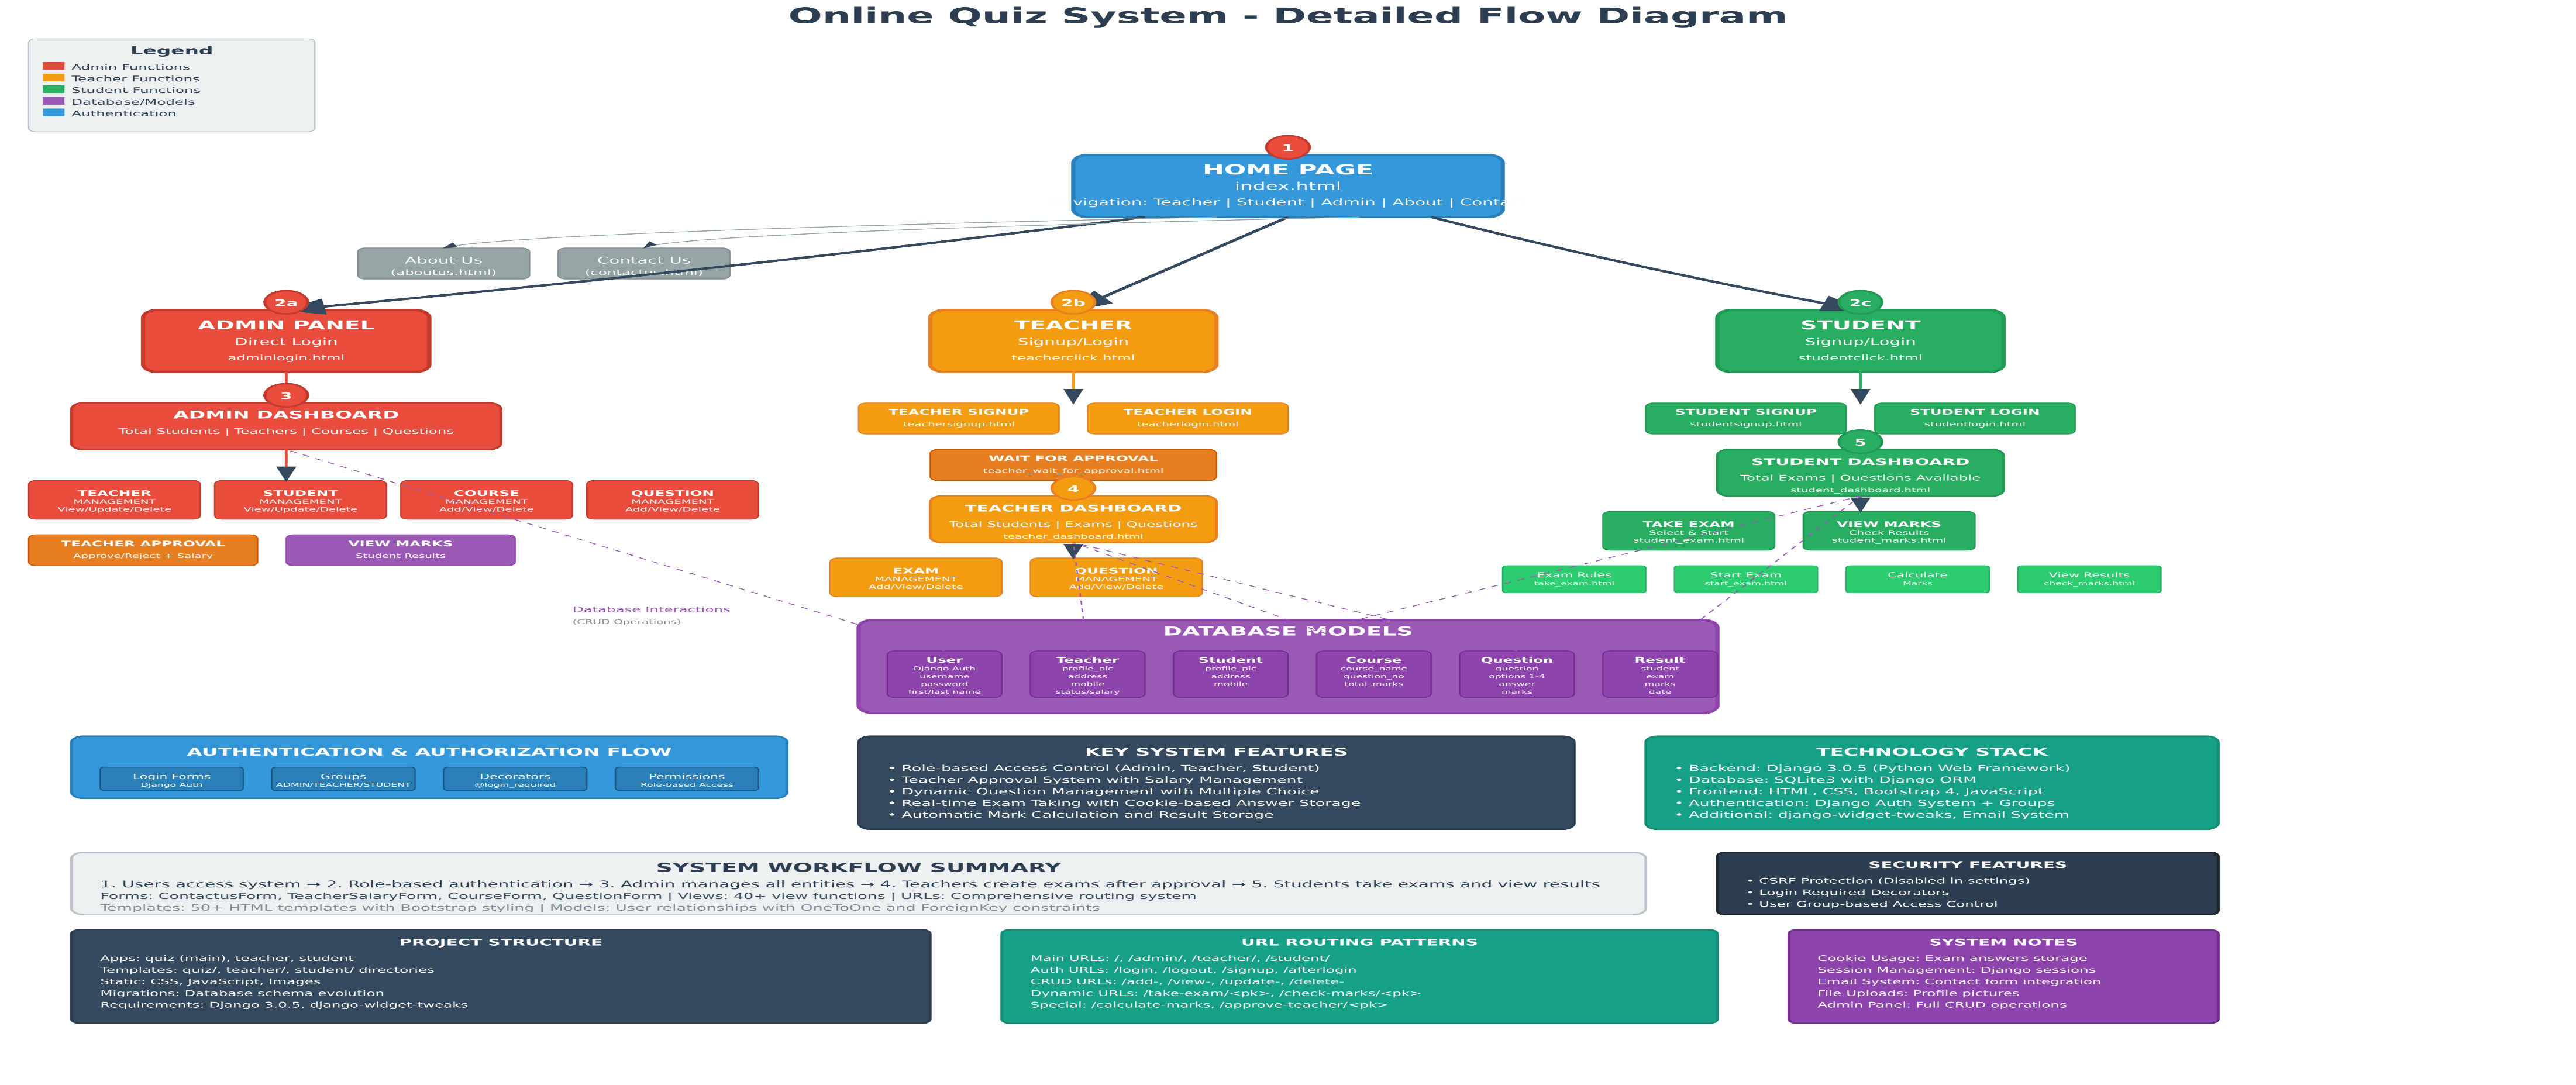 Online Quiz System - Detailed Flow Diagram
Legend
Admin Functions
Teacher Functions
Student Functions
Database/Models
Authentication
1
HOME PAGE
index.html
vigation: Teacher | Student | Admin | About | Conta
About Us
(aboutus.html)
Contact Us
(contactus.html)
2a
ADMIN PANEL
Direct Login
adminlogin.html
2b
TEACHER
Signup/Login
teacherclick.html
2c
STUDENT
Signup/Login
studentclick.html
3
ADMIN DASHBOARD
Total Students | Teachers | Courses | Questions
TEACHER SIGNUP
teachersignup.html
TEACHER LOGIN
teacherlogin.html
STUDENT SIGNUP
studentsignup.html
STUDENT LOGIN
studentlogin.html
WAIT FOR APPROVAL
teacher_wait_for_approval.html
5
STUDENT DASHBOARD
Total Exams | Questions Available
student_dashboard.html
TEACHER
MANAGEMENT
View/Update/Delete
STUDENT
MANAGEMENT
View/Update/Delete
COURSE
MANAGEMENT
Add/View/Delete
QUESTION
MANAGEMENT
Add/View/Delete
4
TEACHER DASHBOARD
Total Students | Exams | Questions
teacher_dashboard.html
TAKE EXAM
Select & Start
student_exam.html
VIEW MARKS
Check Results
student_marks.html
TEACHER APPROVAL
Approve/Reject + Salary
VIEW MARKS
Student Results
EXAM
MANAGEMENT
Add/View/Delete
QUESTION
MANAGEMENT
Add/View/Delete
Exam Rules
take_exam.html
Start Exam
start_exam.html
Calculate
Marks
View Results
check_marks.html
Database Interactions
(CRUD Operations)
DATABASE MODELS
User
Django Auth
username
password
first/last name
Teacher
profile_pic
address
mobile
status/salary
Student
profile_pic
address
mobile
Course
course_name
question_no
total_marks
Question
question
options 1-4
answer
marks
Result
student
exam
marks
date
AUTHENTICATION & AUTHORIZATION FLOW
Login Forms
Django Auth
Groups
ADMIN/TEACHER/STUDENT
Decorators
@login_required
Permissions
Role-based Access
KEY SYSTEM FEATURES
• Role-based Access Control (Admin, Teacher, Student)
• Teacher Approval System with Salary Management
• Dynamic Question Management with Multiple Choice
• Real-time Exam Taking with Cookie-based Answer Storage
• Automatic Mark Calculation and Result Storage
TECHNOLOGY STACK
• Backend: Django 3.0.5 (Python Web Framework)
• Database: SQLite3 with Django ORM
• Frontend: HTML, CSS, Bootstrap 4, JavaScript
• Authentication: Django Auth System + Groups
• Additional: django-widget-tweaks, Email System
SYSTEM WORKFLOW SUMMARY
1. Users access system → 2. Role-based authentication → 3. Admin manages all entities → 4. Teachers create exams after approval → 5. Students take exams and view results
Forms: ContactusForm, TeacherSalaryForm, CourseForm, QuestionForm | Views: 40+ view functions | URLs: Comprehensive routing system
Templates: 50+ HTML templates with Bootstrap styling | Models: User relationships with OneToOne and ForeignKey constraints
SECURITY FEATURES
• CSRF Protection (Disabled in settings)
• Login Required Decorators
• User Group-based Access Control
PROJECT STRUCTURE
Apps: quiz (main), teacher, student
Templates: quiz/, teacher/, student/ directories
Static: CSS, JavaScript, Images
Migrations: Database schema evolution
Requirements: Django 3.0.5, django-widget-tweaks
URL ROUTING PATTERNS
Main URLs: /, /admin/, /teacher/, /student/
Auth URLs: /login, /logout, /signup, /afterlogin
CRUD URLs: /add-, /view-, /update-, /delete-
Dynamic URLs: /take-exam/<pk>, /check-marks/<pk>
Special: /calculate-marks, /approve-teacher/<pk>
SYSTEM NOTES
Cookie Usage: Exam answers storage
Session Management: Django sessions
Email System: Contact form integration
File Uploads: Profile pictures
Admin Panel: Full CRUD operations